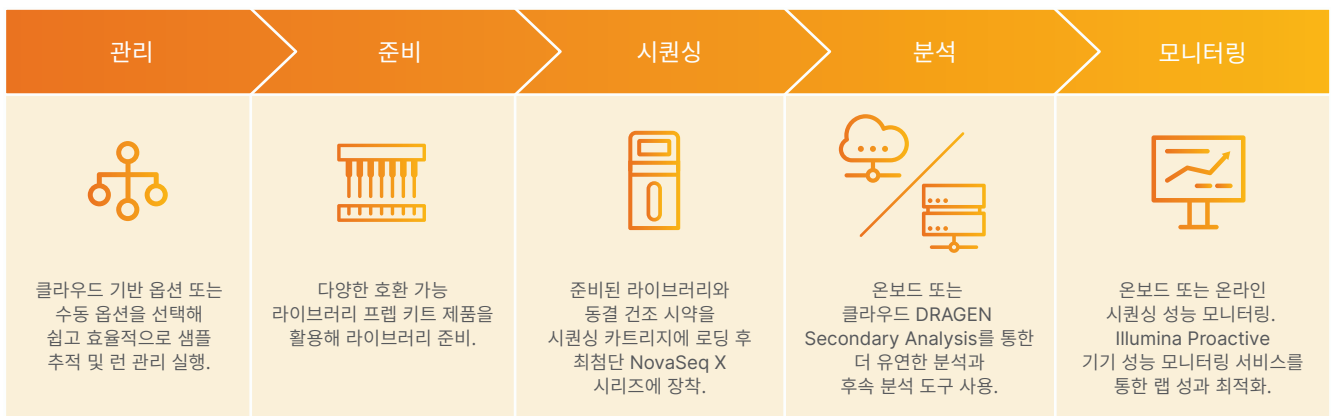 관리
준비
시퀀싱
분석
모니터링
클라우드 기반 옵션 또는
수동 옵션을 선택해
쉽고 효율적으로 샘플
추적 및 런 관리 실행.
다양한 호환 가능
라이브러리 프렙 키트 제품을
활용해 라이브러리 준비.
준비된 라이브러리와
동결 건조 시약을
시퀀싱 카트리지에 로딩 후
최첨단 NovaSeq X
시리즈에 장착.
온보드 또는
클라우드 DRAGEN
Secondary Analysis를 통한
더 유연한 분석과
후속 분석 도구 사용.
온보드 또는 온라인
시퀀싱 성능 모니터링.
Illumina Proactive
기기 성능 모니터링 서비스를
통한 랩 성과 최적화.